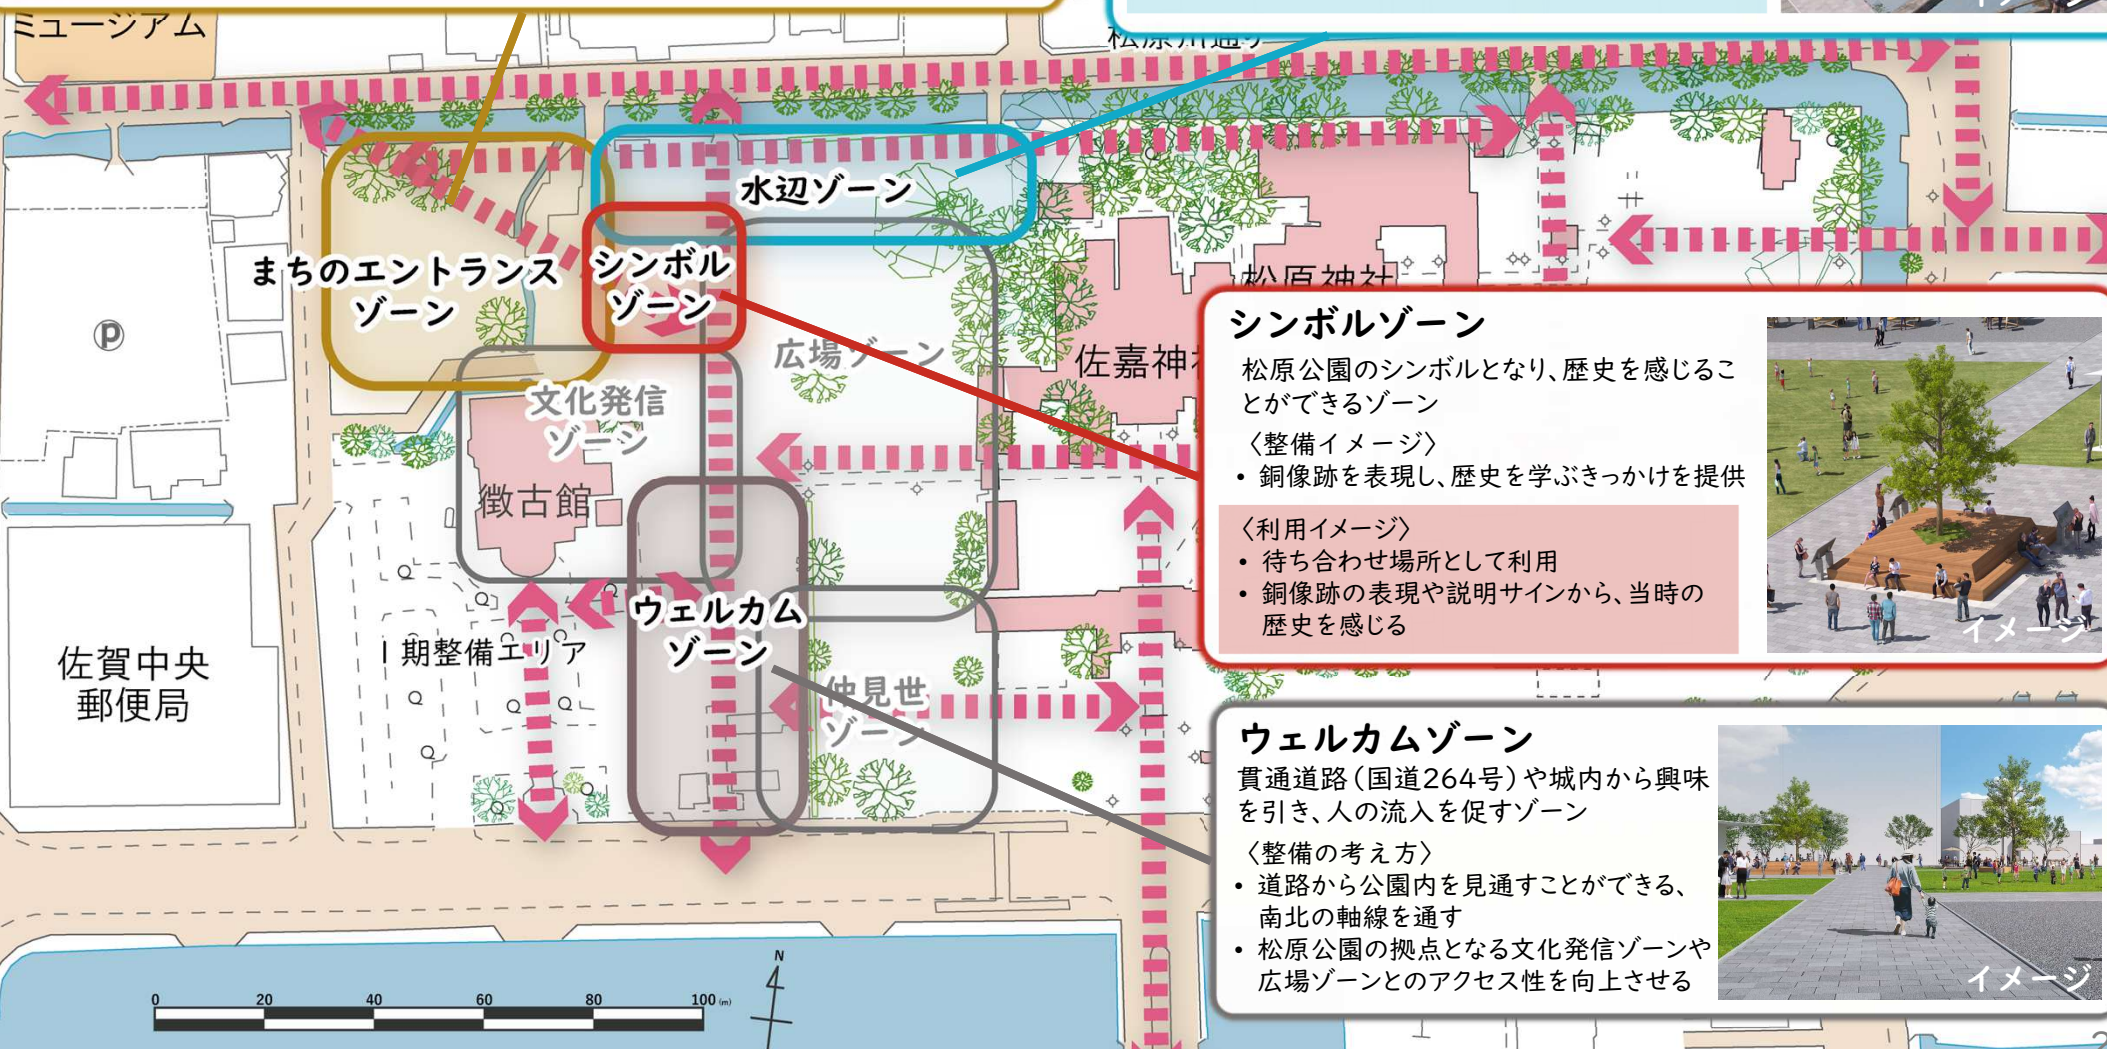 ミュージアム
松原川通り
水辺ゾーン
まちのエントランス
ゾーン
シンボル
ゾーン
広場ゾーン
文化発信
ゾーン
徴古館
松原神社
佐嘉神
P
ウェルカム
ゾーン
I期整備エリア
仲見世
ゾーン
佐賀中央
郵便局
0 20 40 60 80 100 (m)
N
シンボルゾーン
松原公園のシンボルとなり、歴史を感じるこ
とができるゾーン
〈整備イメージ〉
• 銅像跡を表現し、歴史を学ぶきっかけを提供
〈利用イメージ〉
• 待ち合わせ場所として利用
• 銅像跡の表現や説明サインから、当時の
歴史を感じる
イメージ
ウェルカムゾーン
貫通道路（国道264号）や城内から興味
を引き、人の流入を促すゾーン
〈整備の考え方〉
• 道路から公園内を見通すことができる、
南北の軸線を通す
• 松原公園の拠点となる文化発信ゾーンや
広場ゾーンとのアクセス性を向上させる
イメージ